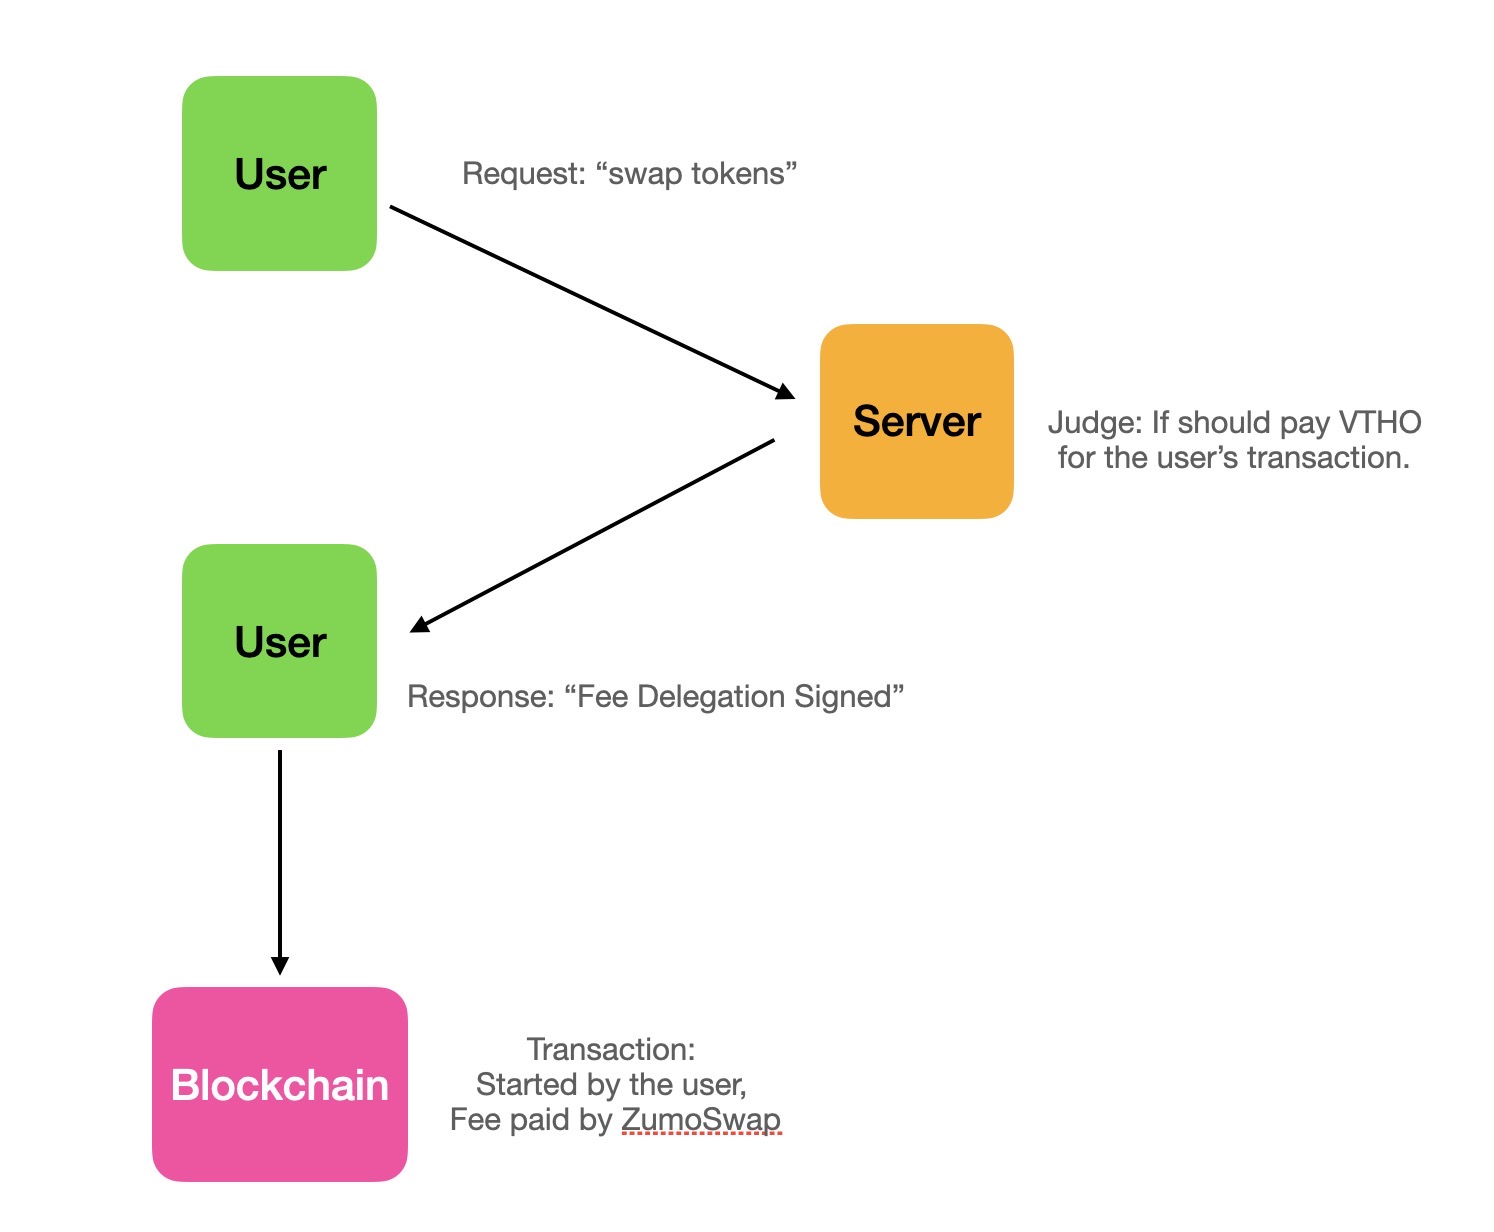 User
Request: “swap tokens”
Server
Judge: If should pay VTHO
for the user’s transaction.
User
Response: “Fee Delegation Signed”
Blockchain
Transaction:
Started by the user,
Fee paid by ZumoSwap